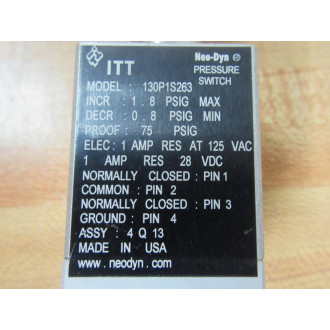 ITT
Neo-Dyn ®
PRESSURE
SWITCH
MODEL : 130P1S263
INCR : 1 . 8 PSIG MAX
DECR : 0 . 8 PSIG MIN
PROOF : 75 PSIG
ELEC : 1 AMP RES AT 125 VAC
1 AMP RES 28 VDC
NORMALLY CLOSED : PIN 1
COMMON : PIN 2
NORMALLY CLOSED : PIN 3
GROUND : PIN 4
ASSY : 4 Q 13
MADE IN USA
www . neodyn . com